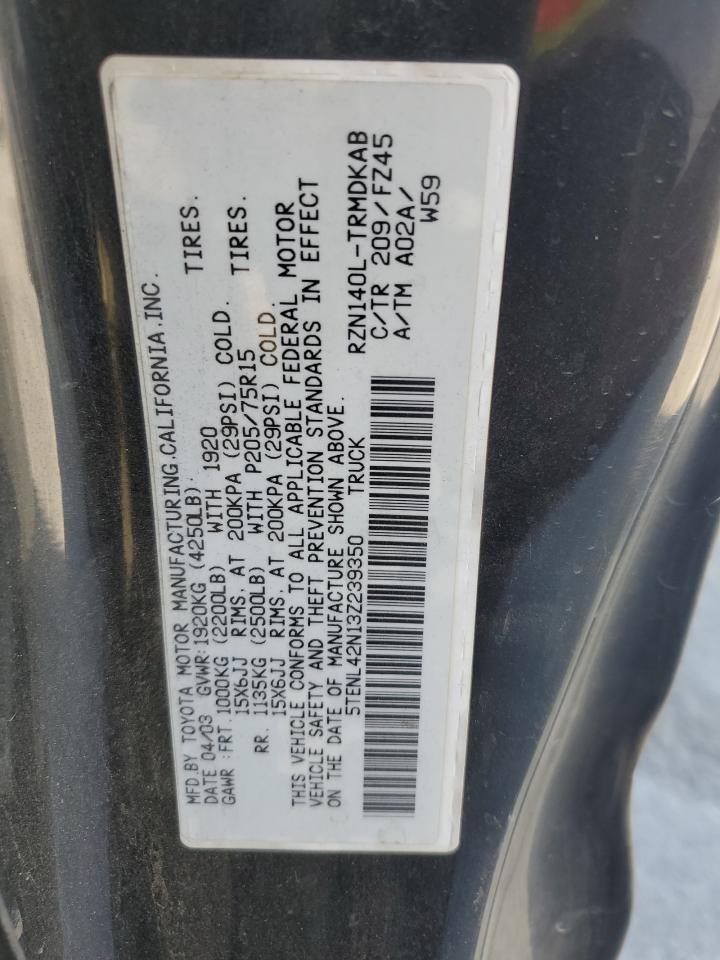 MFD.BY TOYOTA MOTOR MANUFACTURING.CALIFORNIA.INC.
DATE 04/03 GVWR:1920KG (4250LB).
GAWR :FRT.1000KG (2200LB) WITH 1920 TIRES.
15X6JJ RIMS. AT 200KPA (29PSI) COLD.
RR. 1135KG (2500LB) WITH P205/75R15 TIRES.
15X6JJ RIMS. AT 200KPA (29PSI) COLD.
THIS VEHICLE CONFORMS TO ALL APPLICABLE FEDERAL MOTOR
VEHICLE SAFETY AND THEFT PREVENTION STANDARDS IN EFFECT
ON THE DATE OF MANUFACTURE SHOWN ABOVE.
5TENL42N13Z239350 TRUCK
RZN140L-TRMDKAB
C/TR 209/FZ45
A/TM A02A/
W59